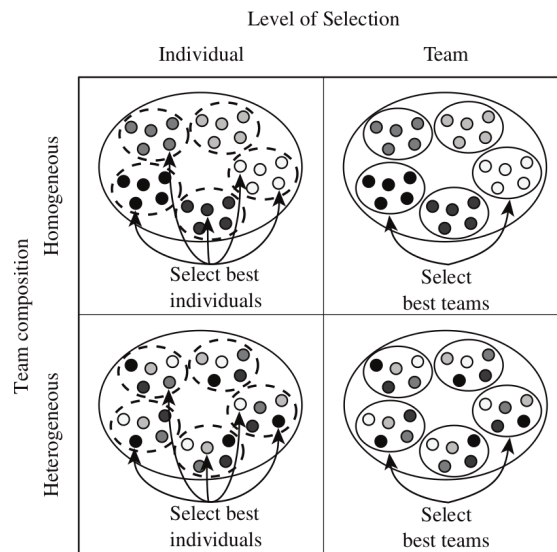 Level of Selection
Individual
Team
Team composition
Homogeneous
Select best
individuals
Select
best teams
Heterogeneous
Select best
individuals
Select
best teams